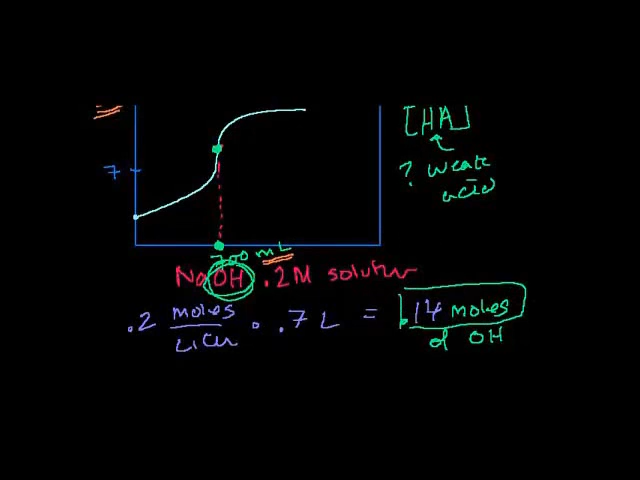 [HA]
7
? weak
acid
700 mL
NaOH .2M solution
.2 moles / liter · .7 L = .14 moles
of OH